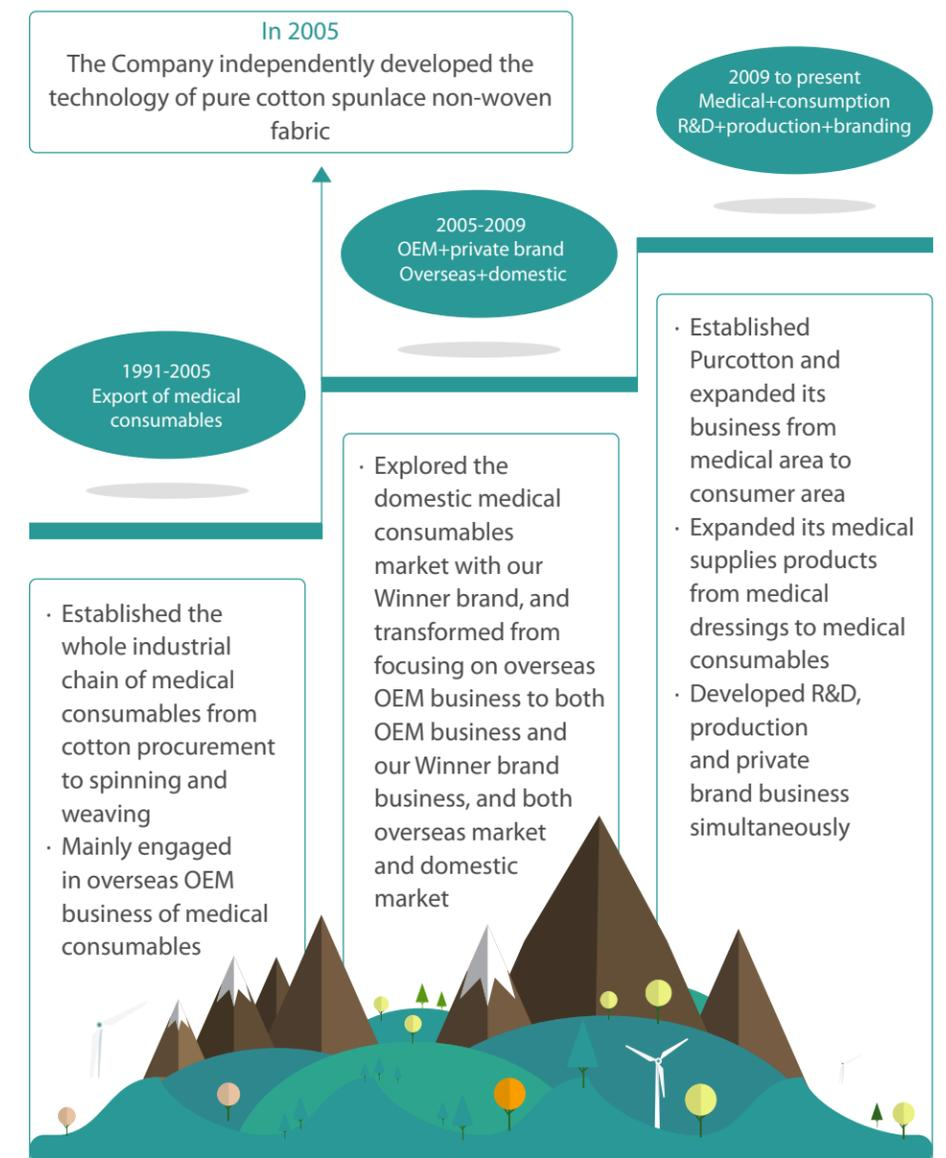 In 2005
The Company independently developed the
technology of pure cotton spunlace non-woven
fabric
2009 to present
Medical+consumption
R&D+production+branding
2005-2009
OEM+private brand
Overseas+domestic
1991-2005
Export of medical
consumables
· Established the
whole industrial
chain of medical
consumables from
cotton procurement
to spinning and
weaving
· Mainly engaged
in overseas OEM
business of medical
consumables
· Explored the
domestic medical
consumables
market with our
Winner brand, and
transformed from
focusing on overseas
OEM business to both
OEM business and
our Winner brand
business, and both
overseas market
and domestic
market
· Established
Purcotton and
expanded its
business from
medical area to
consumer area
· Expanded its medical
supplies products
from medical
dressings to medical
consumables
· Developed R&D,
production
and private
brand business
simultaneously